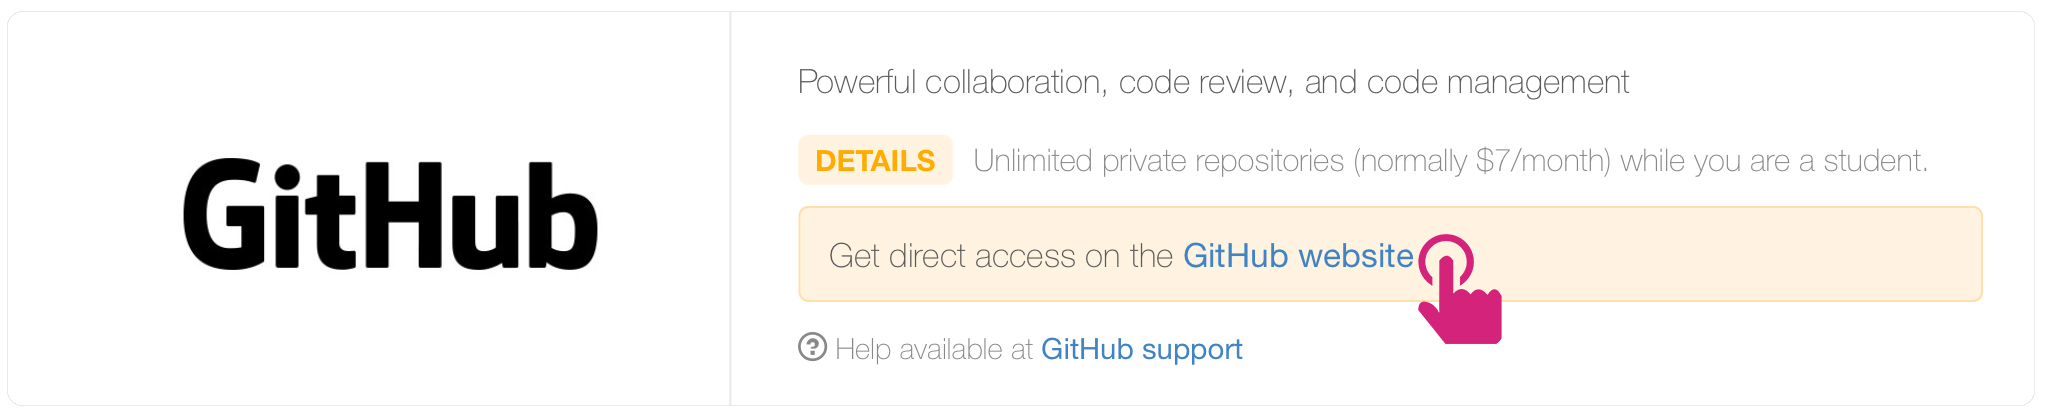 GitHub
Powerful collaboration, code review, and code management
DETAILS Unlimited private repositories (normally $7/month) while you are a student.
Get direct access on the GitHub website
? Help available at GitHub support